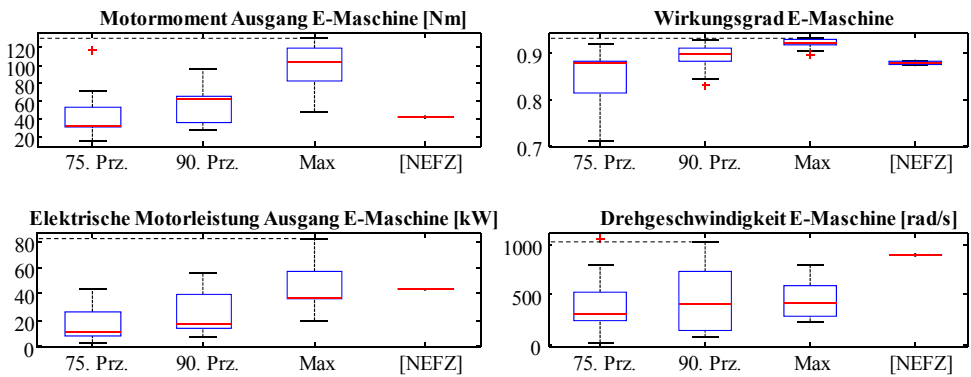 Motormoment Ausgang E-Maschine [Nm]
120
100
80
60
40
20
75. Prz. 90. Prz. Max [NEFZ]
Wirkungsgrad E-Maschine
0.9
0.8
0.7
75. Prz. 90. Prz. Max [NEFZ]
Elektrische Motorleistung Ausgang E-Maschine [kW]
80
60
40
20
0
75. Prz. 90. Prz. Max [NEFZ]
Drehgeschwindigkeit E-Maschine [rad/s]
1000
500
0
75. Prz. 90. Prz. Max [NEFZ]